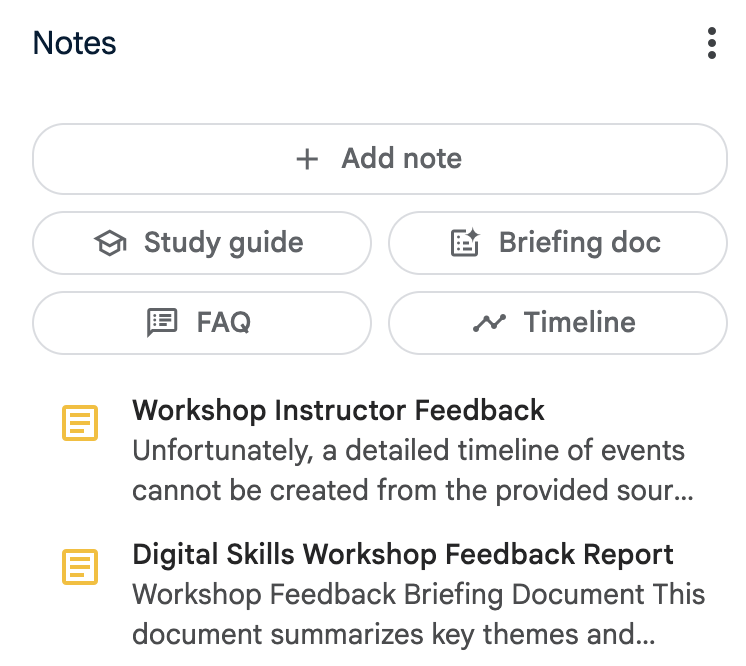 Notes
Add note
Study guide
Briefing doc
FAQ
Timeline
Workshop Instructor Feedback
Unfortunately, a detailed timeline of events
cannot be created from the provided sour...
Digital Skills Workshop Feedback Report
Workshop Feedback Briefing Document This
document summarizes key themes and...